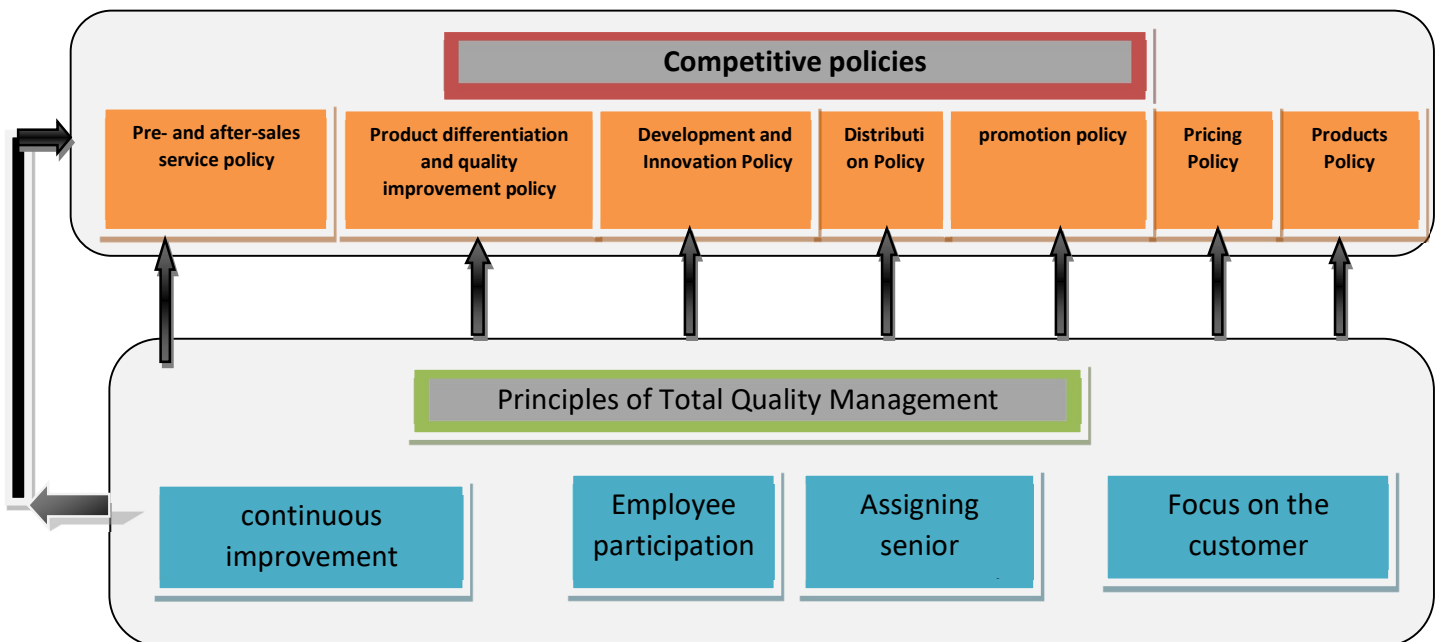 Competitive policies
Pre- and after-sales
service policy
Product differentiation
and quality
improvement policy
Development and
Innovation Policy
Distributi
on Policy
promotion policy
Pricing
Policy
Products
Policy
Principles of Total Quality Management
continuous
improvement
Employee
participation
Assigning
senior
Focus on the
customer